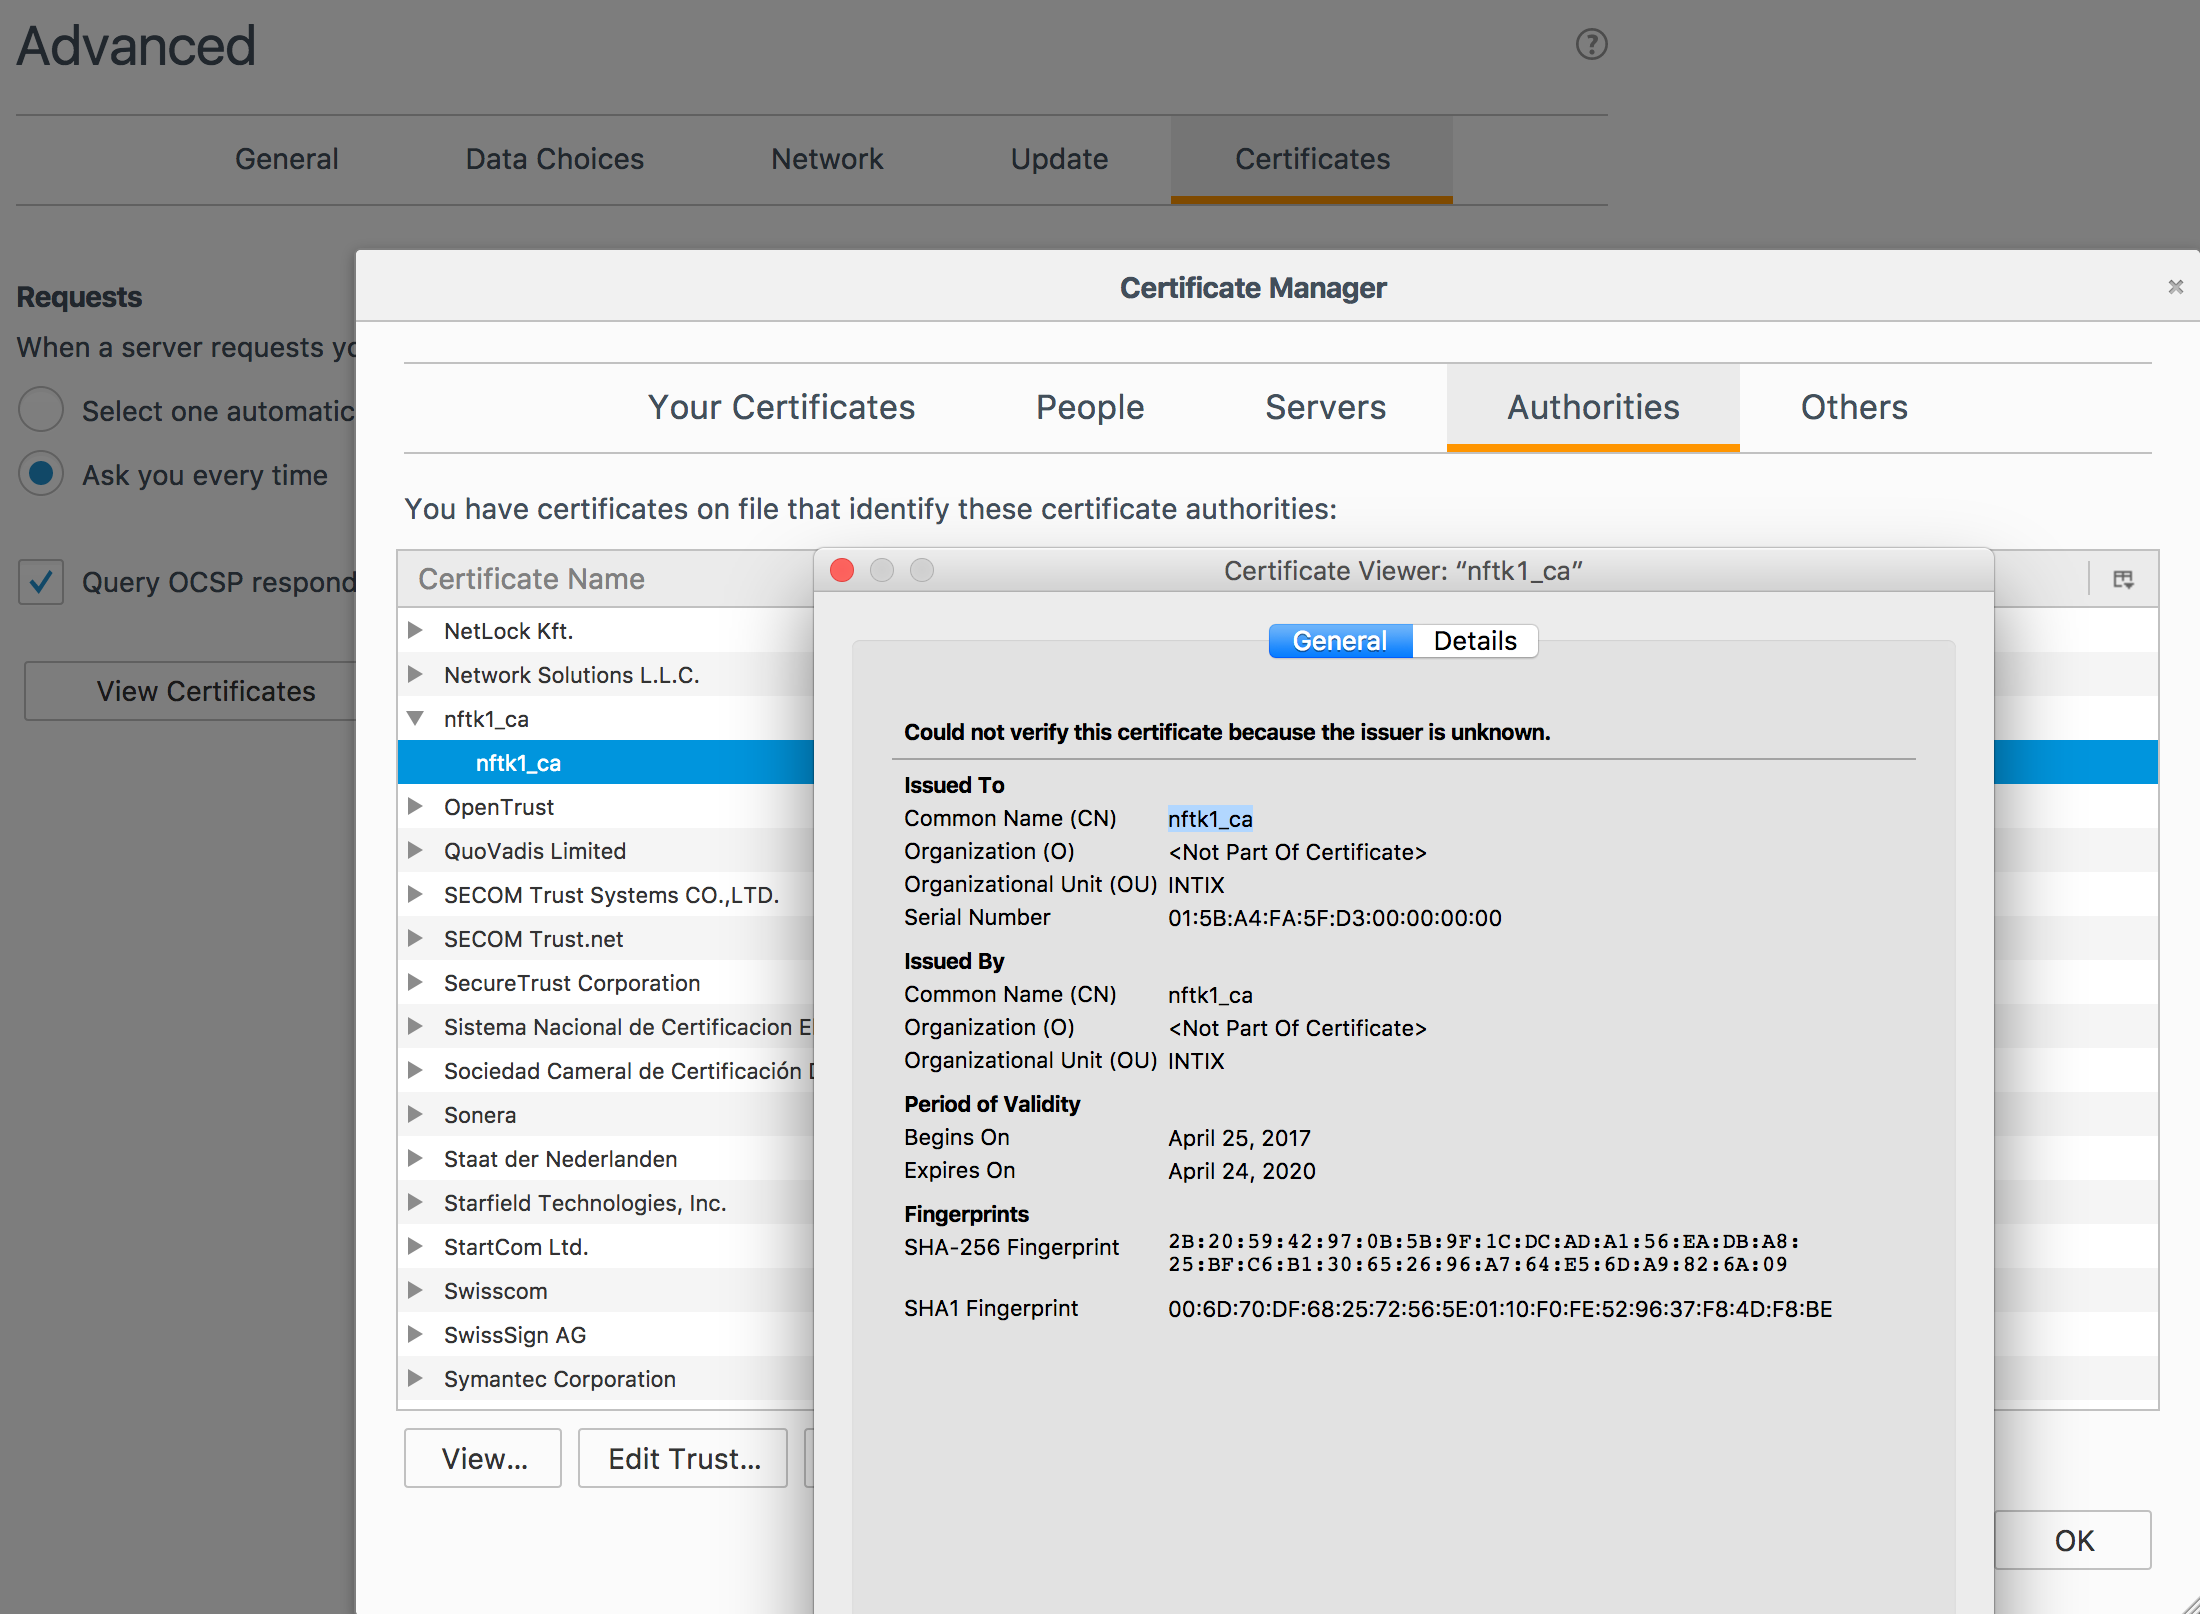 Advanced
General Data Choices Network Update Certificates
Requests
When a server requests yo
Select one automatic
Ask you every time
Query OCSP respond
View Certificates
Certificate Manager
Your Certificates People Servers Authorities Others
You have certificates on file that identify these certificate authorities:
Certificate Name
NetLock Kft.
Network Solutions L.L.C.
nftk1_ca
nftk1_ca
OpenTrust
QuoVadis Limited
SECOM Trust Systems CO.,LTD.
SECOM Trust.net
SecureTrust Corporation
Sistema Nacional de Certificacion El
Sociedad Cameral de Certificación D
Sonera
Staat der Nederlanden
Starfield Technologies, Inc.
StartCom Ltd.
Swisscom
SwissSign AG
Symantec Corporation
View... Edit Trust...
OK
Certificate Viewer: “nftk1_ca”
General Details
Could not verify this certificate because the issuer is unknown.
Issued To
Common Name (CN) nftk1_ca
Organization (O) <Not Part Of Certificate>
Organizational Unit (OU) INTIX
Serial Number 01:5B:A4:FA:5F:D3:00:00:00:00
Issued By
Common Name (CN) nftk1_ca
Organization (O) <Not Part Of Certificate>
Organizational Unit (OU) INTIX
Period of Validity
Begins On April 25, 2017
Expires On April 24, 2020
Fingerprints
SHA-256 Fingerprint 2B:20:59:42:97:0B:5B:9F:1C:DC:AD:A1:56:EA:DB:A8:
25:BF:C6:B1:30:65:26:96:A7:64:E5:6D:A9:82:6A:09
SHA1 Fingerprint 00:6D:70:DF:68:25:72:56:5E:01:10:F0:FE:52:96:37:F8:4D:F8:BE